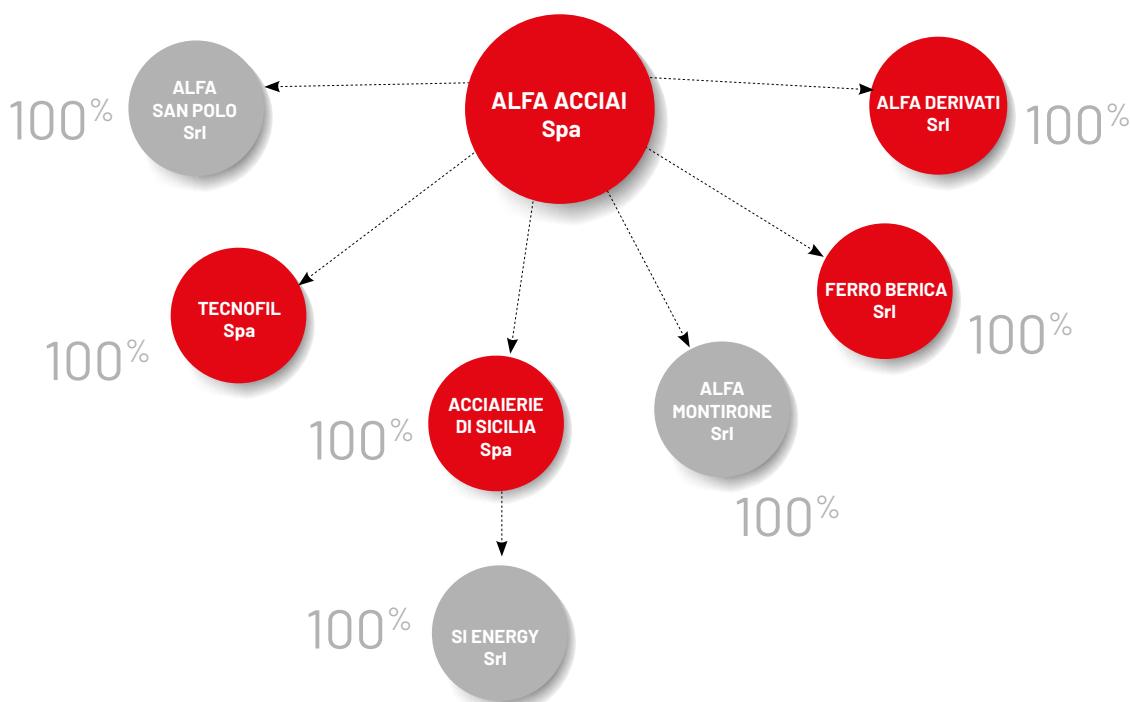 ALFA
SAN POLO
Srl
100%
ALFA ACCIAI
Spa
ALFA DERIVATI
Srl
100%
TECNOFIL
Spa
100%
FERRO BERICA
Srl
100%
ACCIAIERIE
DI SICILIA
Spa
100%
ALFA
MONTIRONE
Srl
100%
SI ENERGY
Srl
100%